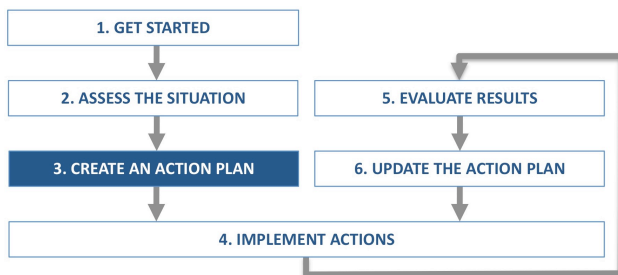 1. GET STARTED
2. ASSESS THE SITUATION
3. CREATE AN ACTION PLAN
4. IMPLEMENT ACTIONS
5. EVALUATE RESULTS
6. UPDATE THE ACTION PLAN